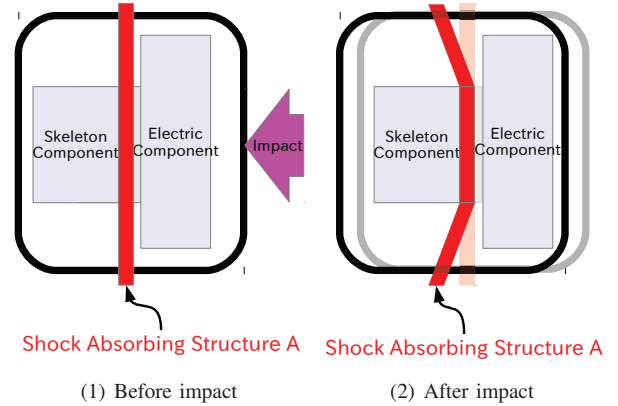 Skeleton
Component
Electric
Component
Impact
Shock Absorbing Structure A
(1) Before impact
Skeleton
Component
Electric
Component
Shock Absorbing Structure A
(2) After impact